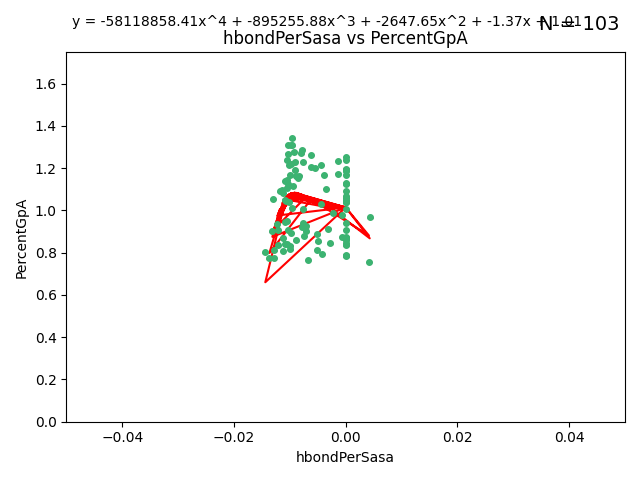 y = -58118858.41x^4 + -895255.88x^3 + -2647.65x^2 + -1.37x + 1.01
N = 103
hbondPerSasa vs PercentGpA
PercentGpA
1.6
1.4
1.2
1.0
0.8
0.6
0.4
0.2
0.0
−0.04
−0.02
0.00
0.02
0.04
hbondPerSasa